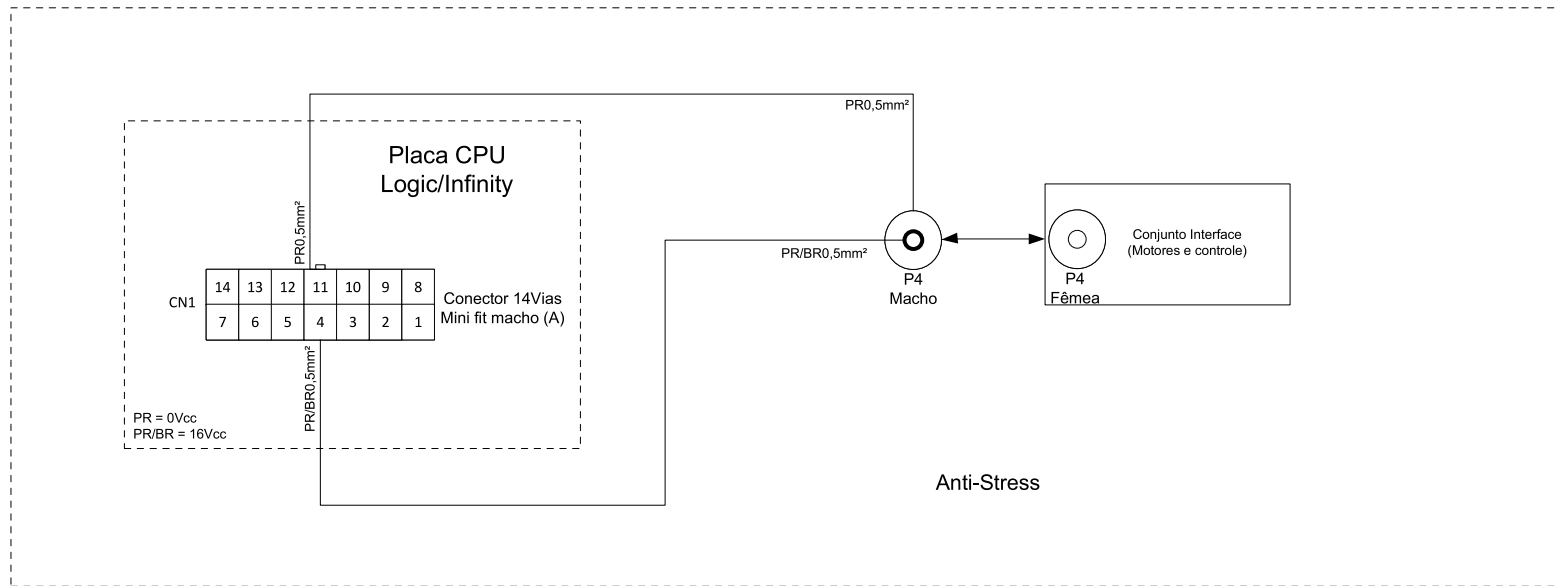 PR0,5mm²
Placa CPU
Logic/Infinity
PR0,5mm²
PR/BR0,5mm²
Conjunto Interface
(Motores e controle)
P4
Macho
P4
Fêmea
CN1
14 13 12 11 10 9 8
7 6 5 4 3 2 1
Conector 14Vias
Mini fit macho (A)
PR/BR0,5mm²
PR = 0Vcc
PR/BR = 16Vcc
Anti-Stress